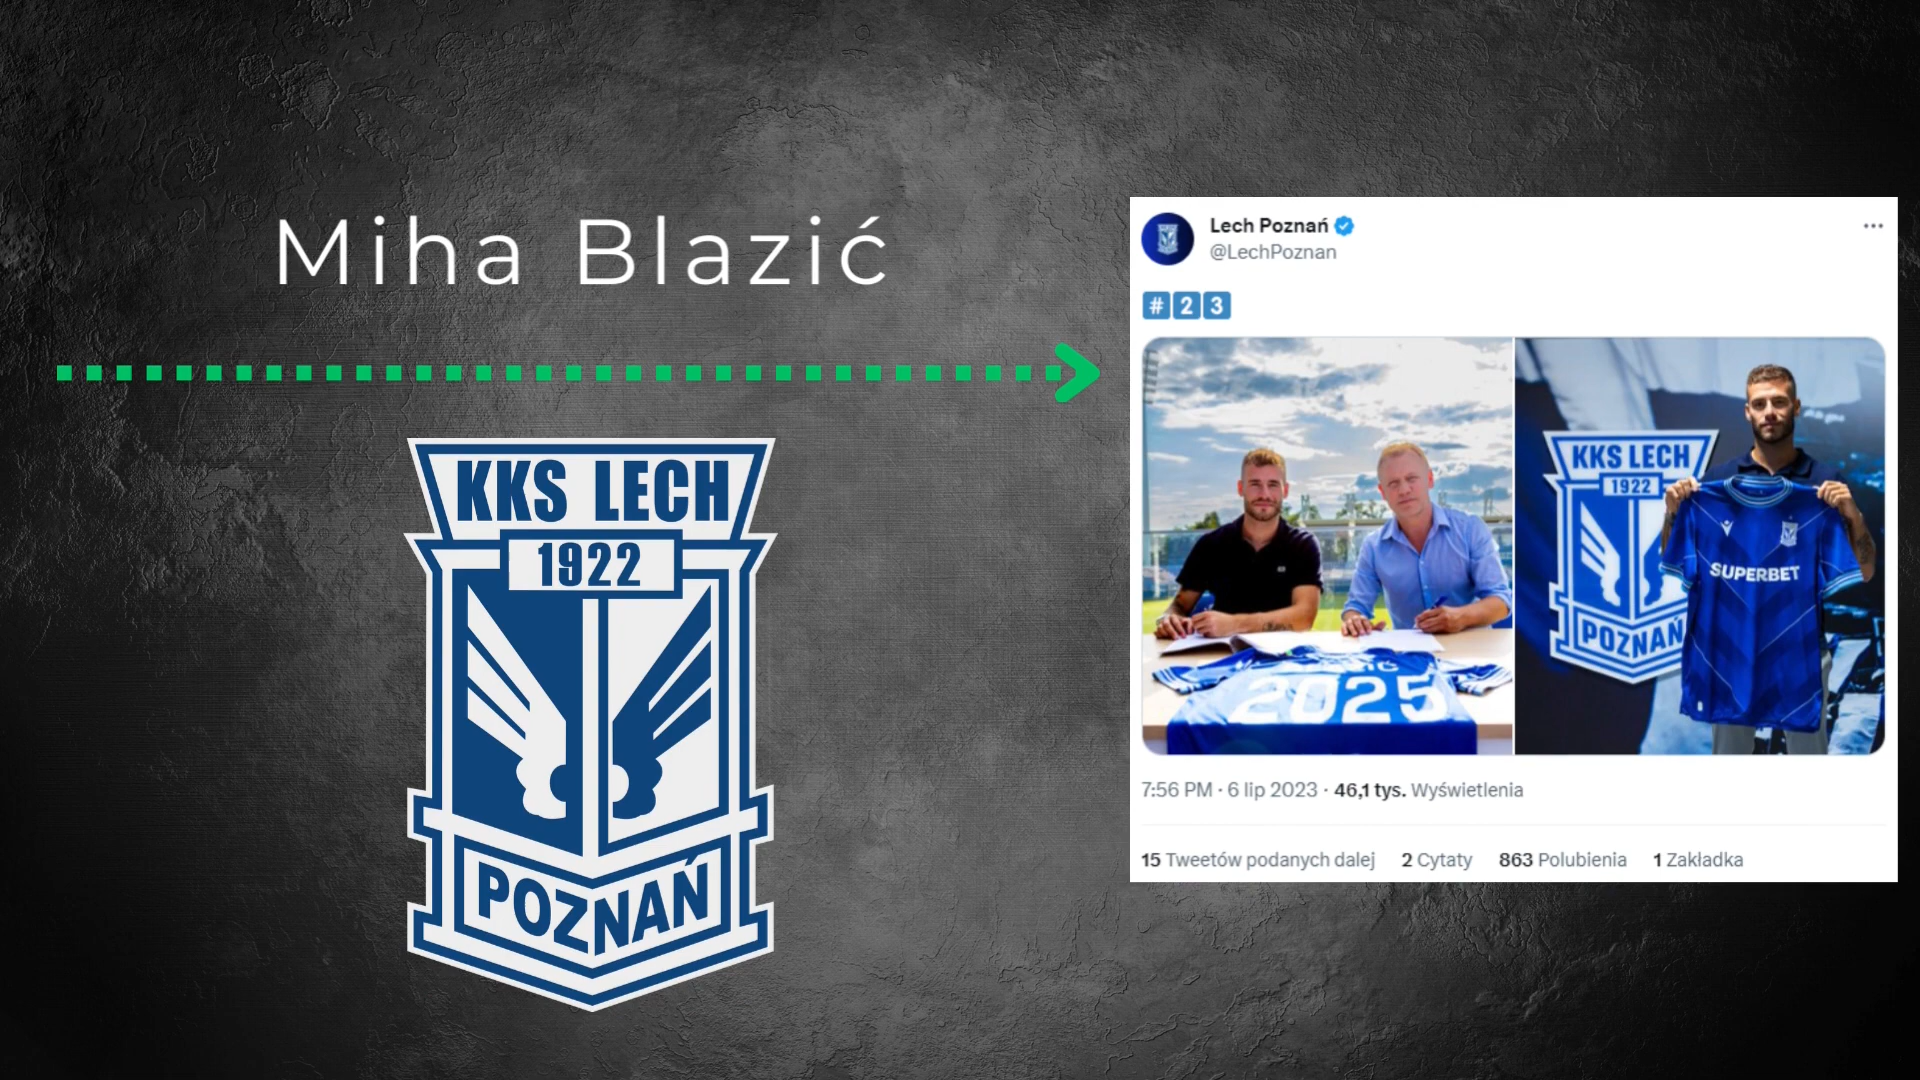 Miha Blazić
KKS LECH
1922
POZNAŃ
Lech Poznań
@LechPoznan
#23
2025
KKS LECH
1922
POZNAŃ
SUPERBET
7:56 PM · 6 lip 2023 · 46,1 tys. Wyświetlenia
15 Tweetów podanych dalej 2 Cytaty 863 Polubienia 1 Zakładka